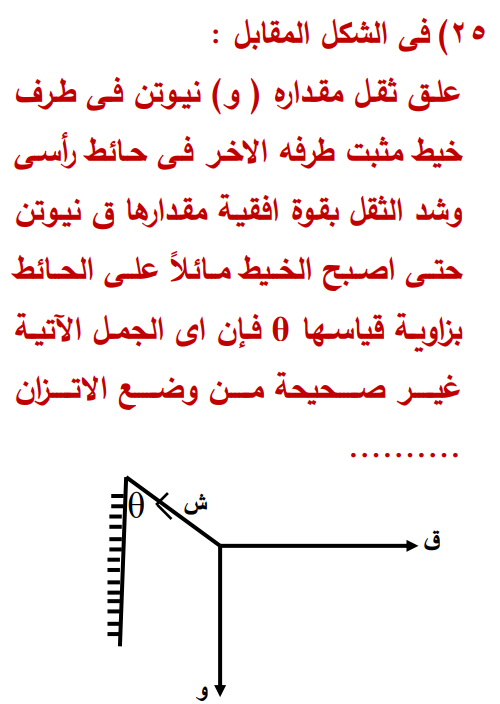 ٢٥) فى الشكل المقابل :
علق ثقل مقداره ( و) نيوتن فى طرف
خيط مثبت طرفه الاخر فى حائط رأسى
وشد الثقل بقوة افقية مقدارها ق نيوتن
حتى اصبح الخيط مائلاً على الحائط
بزاوية قياسها θ فإن اى الجمل الآتية
غير صحيحة من وضع الاتزان
..........
θ
ش
ق
و